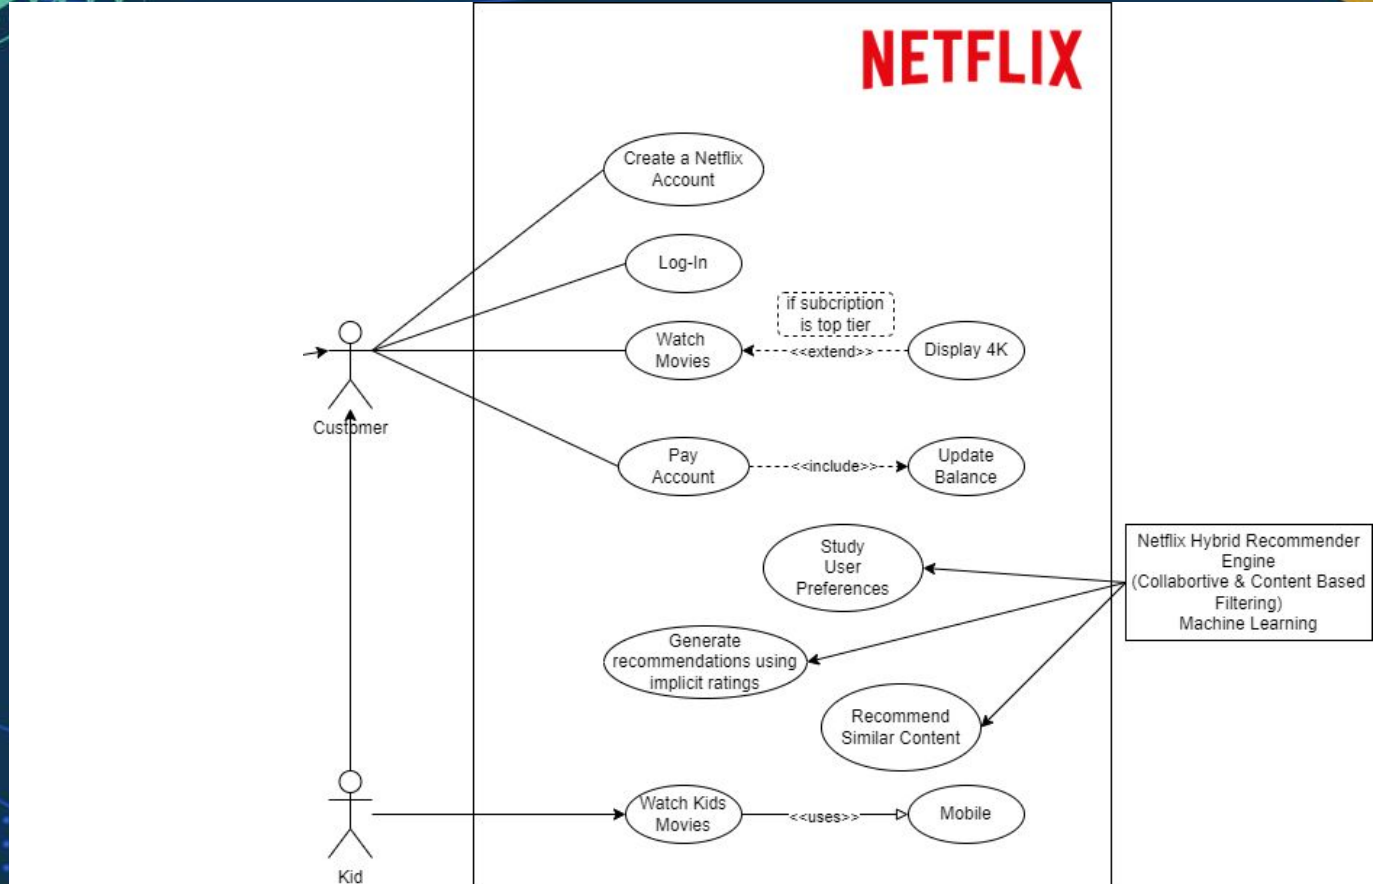 NETFLIX
Create a Netflix
Account
Log-In
if subcription
is top tier
Watch
Movies
<<extend>>
Display 4K
Customer
Pay
Account
<<include>>
Update
Balance
Study
User
Preferences
Netflix Hybrid Recommender
Engine
(Collabortive & Content Based
Filtering)
Machine Learning
Generate
recommendations using
implicit ratings
Recommend
Similar Content
Watch Kids
Movies
<<uses>>
Mobile
Kid